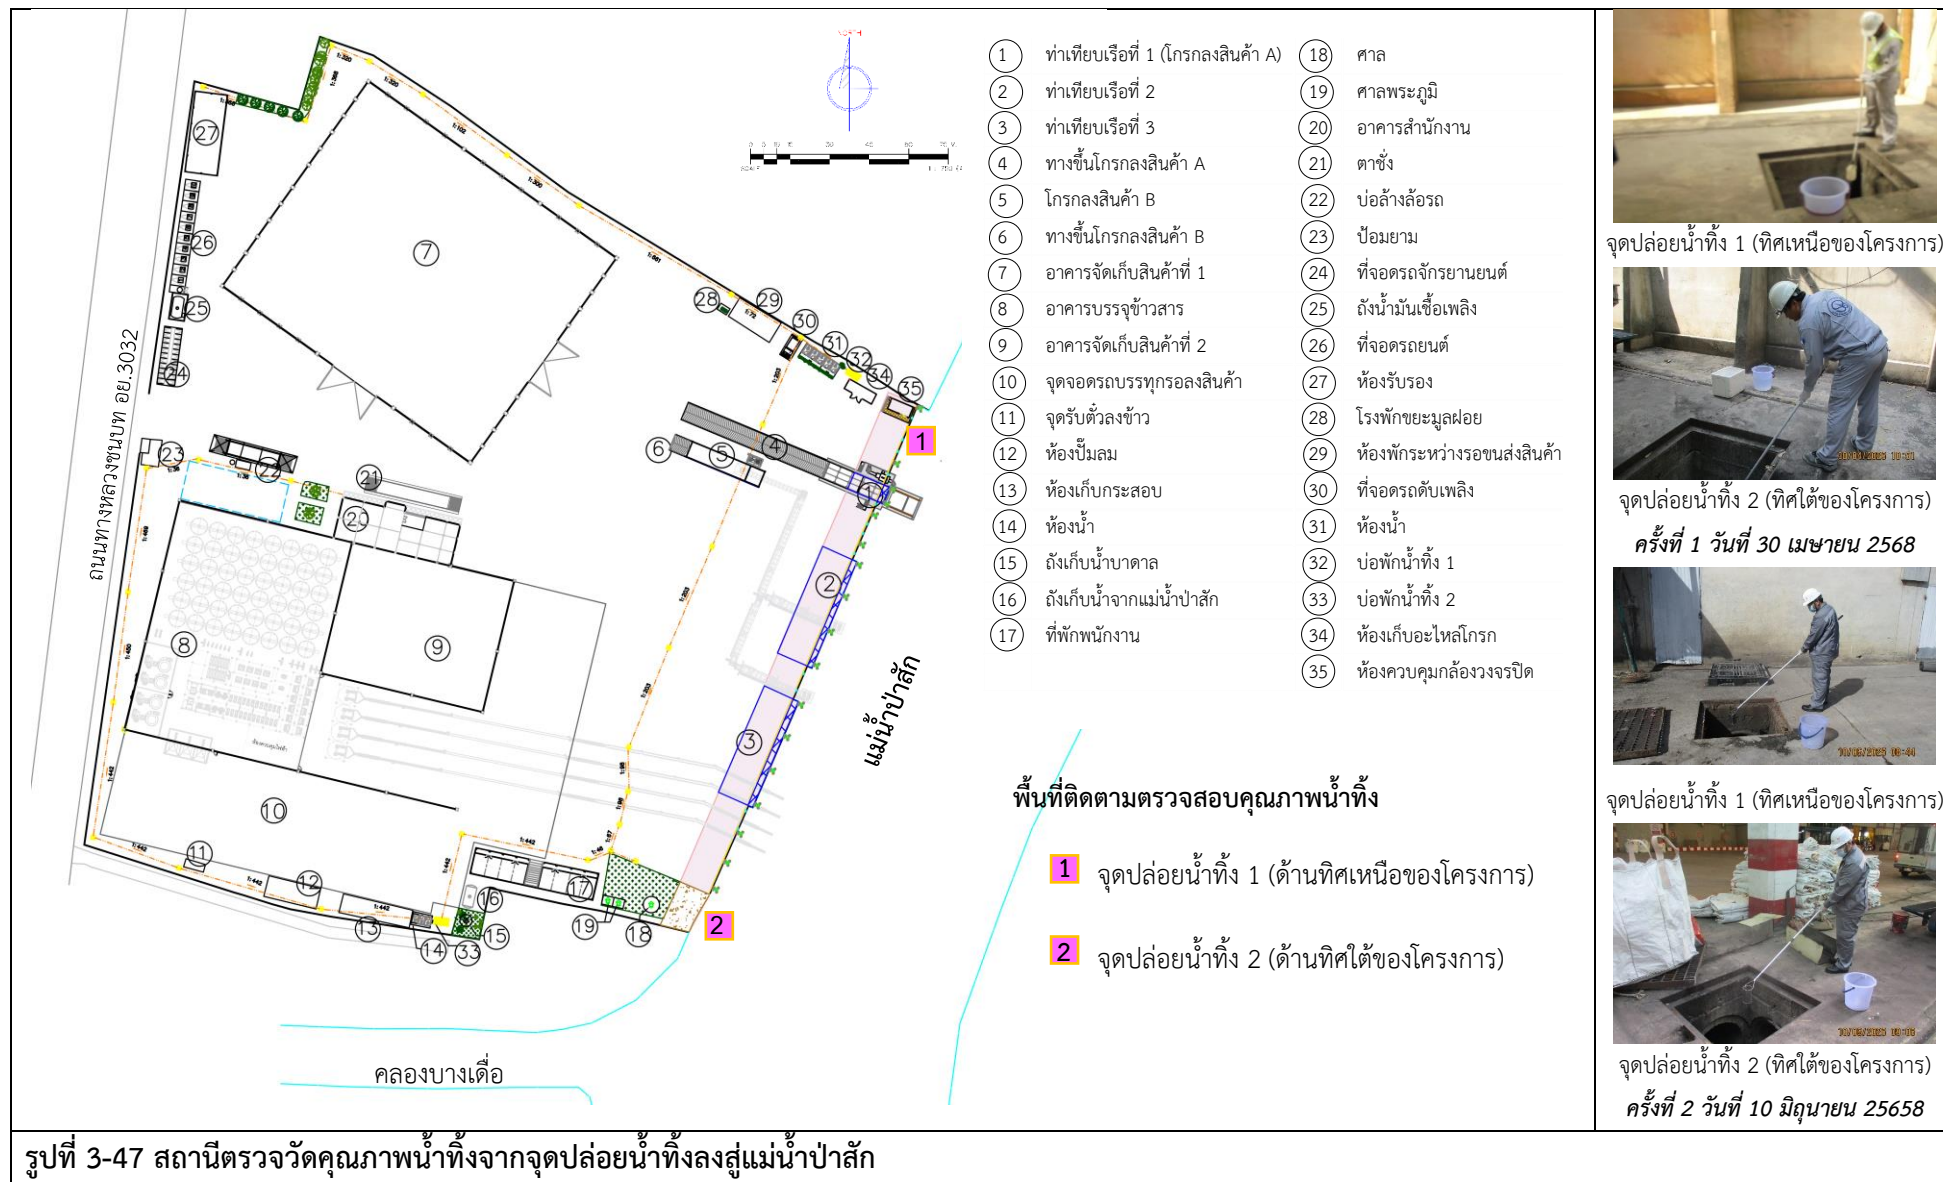 1 ท่าเทียบเรือที่ 1 (โกรกลงสินค้า A)
2 ท่าเทียบเรือที่ 2
3 ท่าเทียบเรือที่ 3
4 ทางขึ้นโกรกลงสินค้า A
5 โกรกลงสินค้า B
6 ทางขึ้นโกรกลงสินค้า B
7 อาคารจัดเก็บสินค้าที่ 1
8 อาคารบรรจุข้าวสาร
9 อาคารจัดเก็บสินค้าที่ 2
10 จุดจอดรถบรรทุกรอลงสินค้า
11 จุดรับตั๋วลงข้าว
12 ห้องปั๊มลม
13 ห้องเก็บกระสอบ
14 ห้องน้ำ
15 ถังเก็บน้ำบาดาล
16 ถังเก็บน้ำจากแม่น้ำป่าสัก
17 ที่พักพนักงาน
18 ศาล
19 ศาลพระภูมิ
20 อาคารสำนักงาน
21 ตาชั่ง
22 บ่อล้างล้อรถ
23 ป้อมยาม
24 ที่จอดรถจักรยานยนต์
25 ถังน้ำมันเชื้อเพลิง
26 ที่จอดรถยนต์
27 ห้องรับรอง
28 โรงพักขยะมูลฝอย
29 ห้องพักระหว่างรอขนส่งสินค้า
30 ที่จอดรถดับเพลิง
31 ห้องน้ำ
32 บ่อพักน้ำทิ้ง 1
33 บ่อพักน้ำทิ้ง 2
34 ห้องเก็บอะไหล่โกรก
35 ห้องควบคุมกล้องวงจรปิด
ถนนทางหลวงชนบท อย.3032
แม่น้ำป่าสัก
คลองบางเดื่อ
พื้นที่ติดตามตรวจสอบคุณภาพน้ำทิ้ง
1 จุดปล่อยน้ำทิ้ง 1 (ด้านทิศเหนือของโครงการ)
2 จุดปล่อยน้ำทิ้ง 2 (ด้านทิศใต้ของโครงการ)
จุดปล่อยน้ำทิ้ง 1 (ทิศเหนือของโครงการ)
จุดปล่อยน้ำทิ้ง 2 (ทิศใต้ของโครงการ)
ครั้งที่ 1 วันที่ 30 เมษายน 2568
จุดปล่อยน้ำทิ้ง 1 (ทิศเหนือของโครงการ)
จุดปล่อยน้ำทิ้ง 2 (ทิศใต้ของโครงการ)
ครั้งที่ 2 วันที่ 10 มิถุนายน 25658
รูปที่ 3-47 สถานีตรวจวัดคุณภาพน้ำทิ้งจากจุดปล่อยน้ำทิ้งลงสู่แม่น้ำป่าสัก